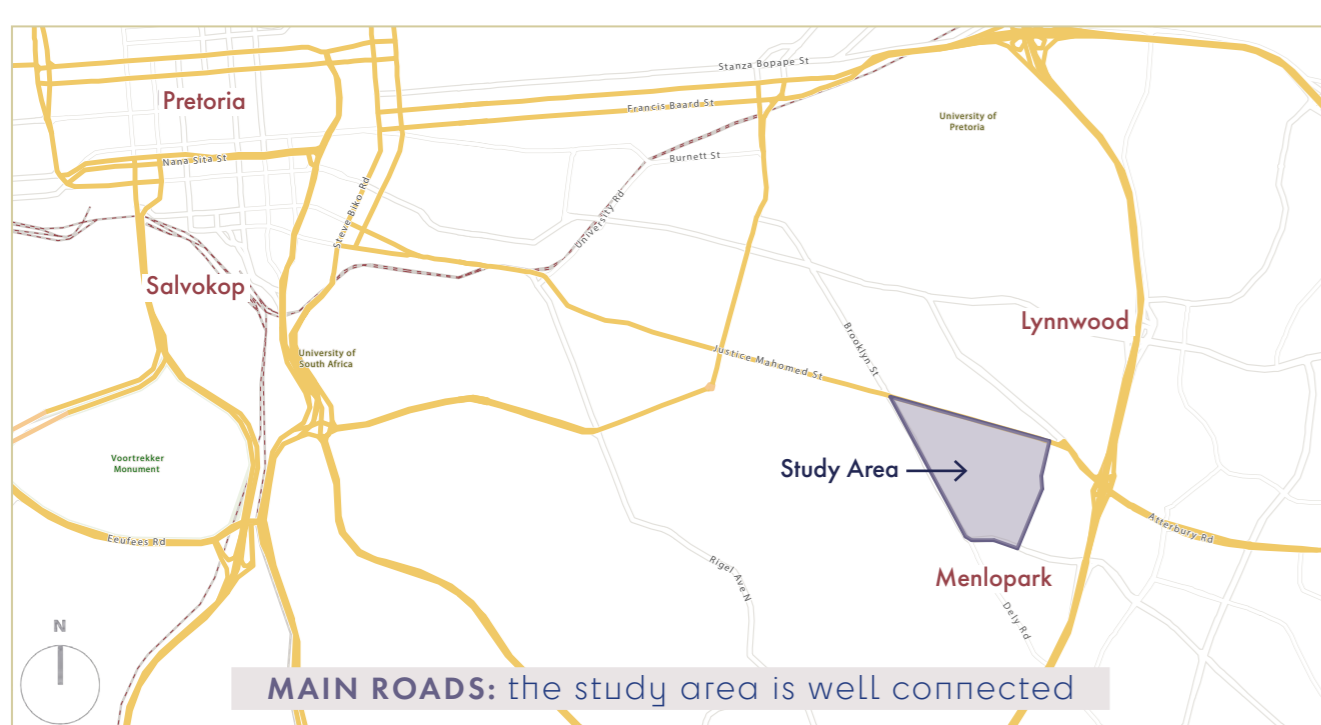 Stanza Bopape St
Pretoria
Francis Baard St
University of
Pretoria
Nana Sita St
Burnett St
Steve Biko Rd
University Rd
Salvokop
Lynnwood
University of
South Africa
Justice Mahomed St
Brooklyn St
Voortrekker
Monument
Study Area
Atterbury Rd
Eeufees Rd
Rigel Ave N
Menlopark
Dely Rd
N
MAIN ROADS: the study area is well connected